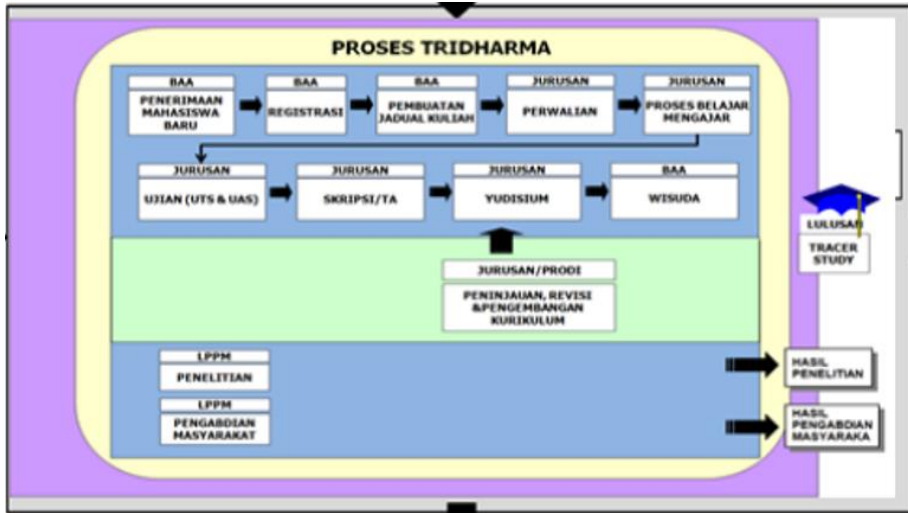 PROSES TRIDHARMA
BAA
PENERIMAAN
MAHASISWA
BARU
BAA
REGISTRASI
BAA
PEMBUATAN
JADUAL KULIAH
JURUSAN
PERWALIAN
JURUSAN
PROSES BELAJAR
MENGAJAR
JURUSAN
UJIAN (UTS & UAS)
JURUSAN
SKRIPSI/TA
JURUSAN
YUDISIUM
BAA
WISUDA
LULUSAN
TRACER
STUDY
JURUSAN/PRODI
PENINJAUAN, REVISI
&PENGEMBANGAN
KURIKULUM
LPPM
PENELITIAN
HASIL
PENELITIAN
LPPM
PENGABDIAN
MASYARAKAT
HASIL
PENGABDIAN
MASYARAKA